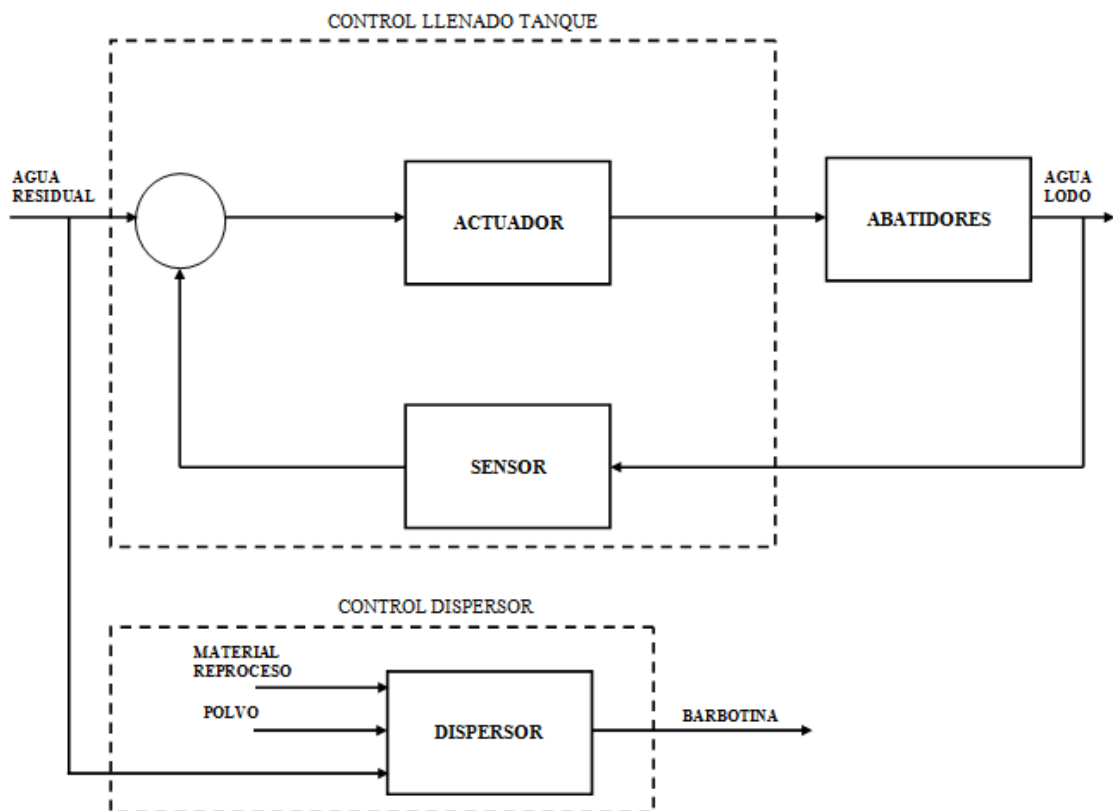 CONTROL LLENADO TANQUE
AGUA
RESIDUAL
ACTUADOR
ABATIDORES
AGUA
LODO
SENSOR
CONTROL DISPERSOR
MATERIAL
REPROCESO
POLVO
DISPERSOR
BARBOTINA